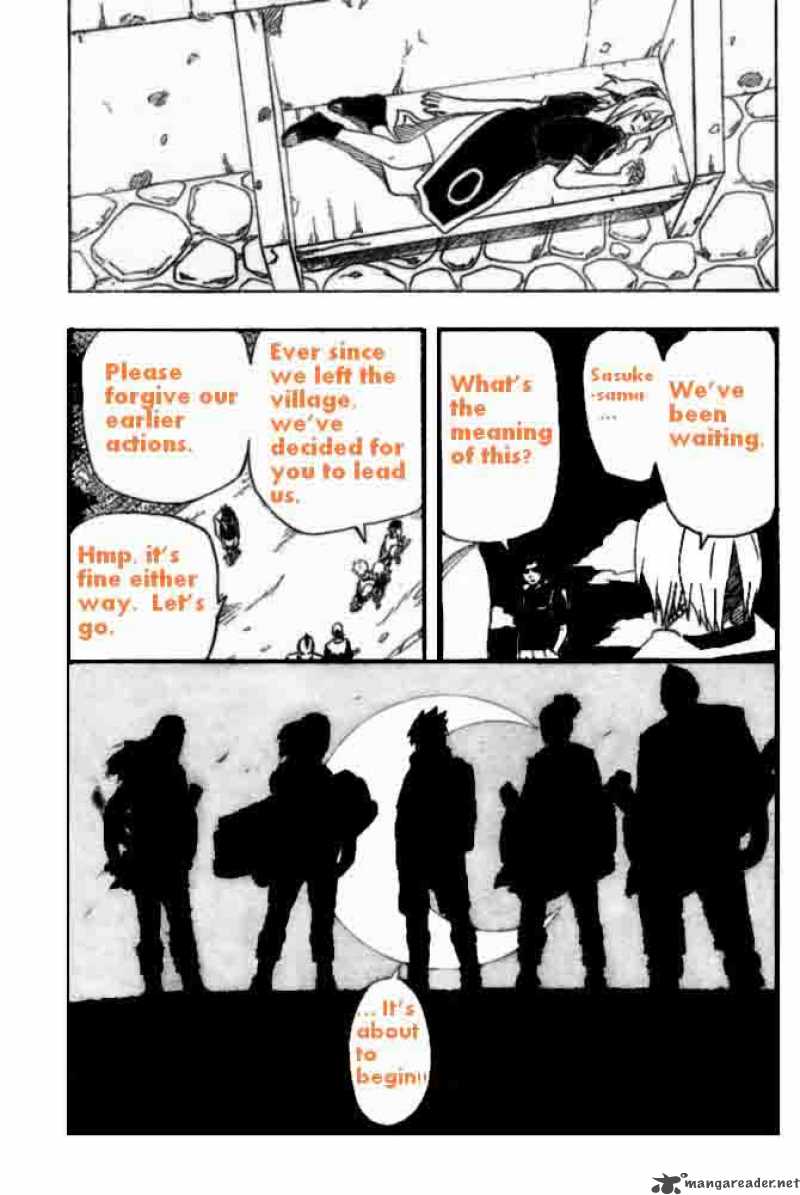 We've
been
waiting.
Sasuke
-sama
...
What's
the
meaning
of this?
Ever since
we left the
village,
we've
decided for
you to lead
us.
Please
forgive our
earlier
actions.
Hmp, it's
fine either
way. Let's
go.
... It's
about
to
begin!!
mangareader.net